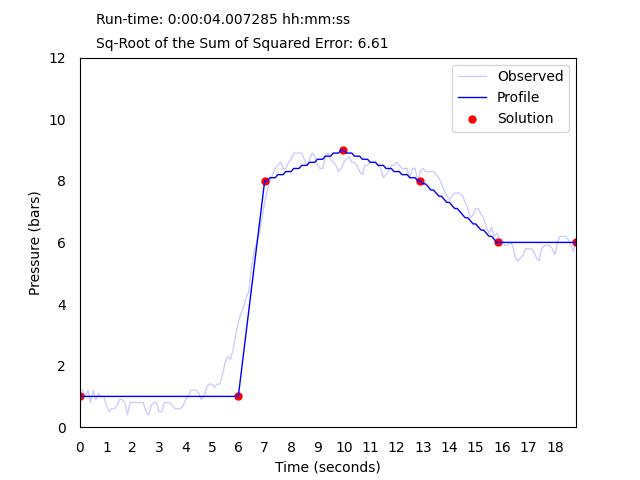 Run-time: 0:00:04.007285 hh:mm:ss
Sq-Root of the Sum of Squared Error: 6.61
12
10
8
6
4
2
0
Pressure (bars)
Observed
Profile
Solution
0 1 2 3 4 5 6 7 8 9 10 11 12 13 14 15 16 17 18
Time (seconds)